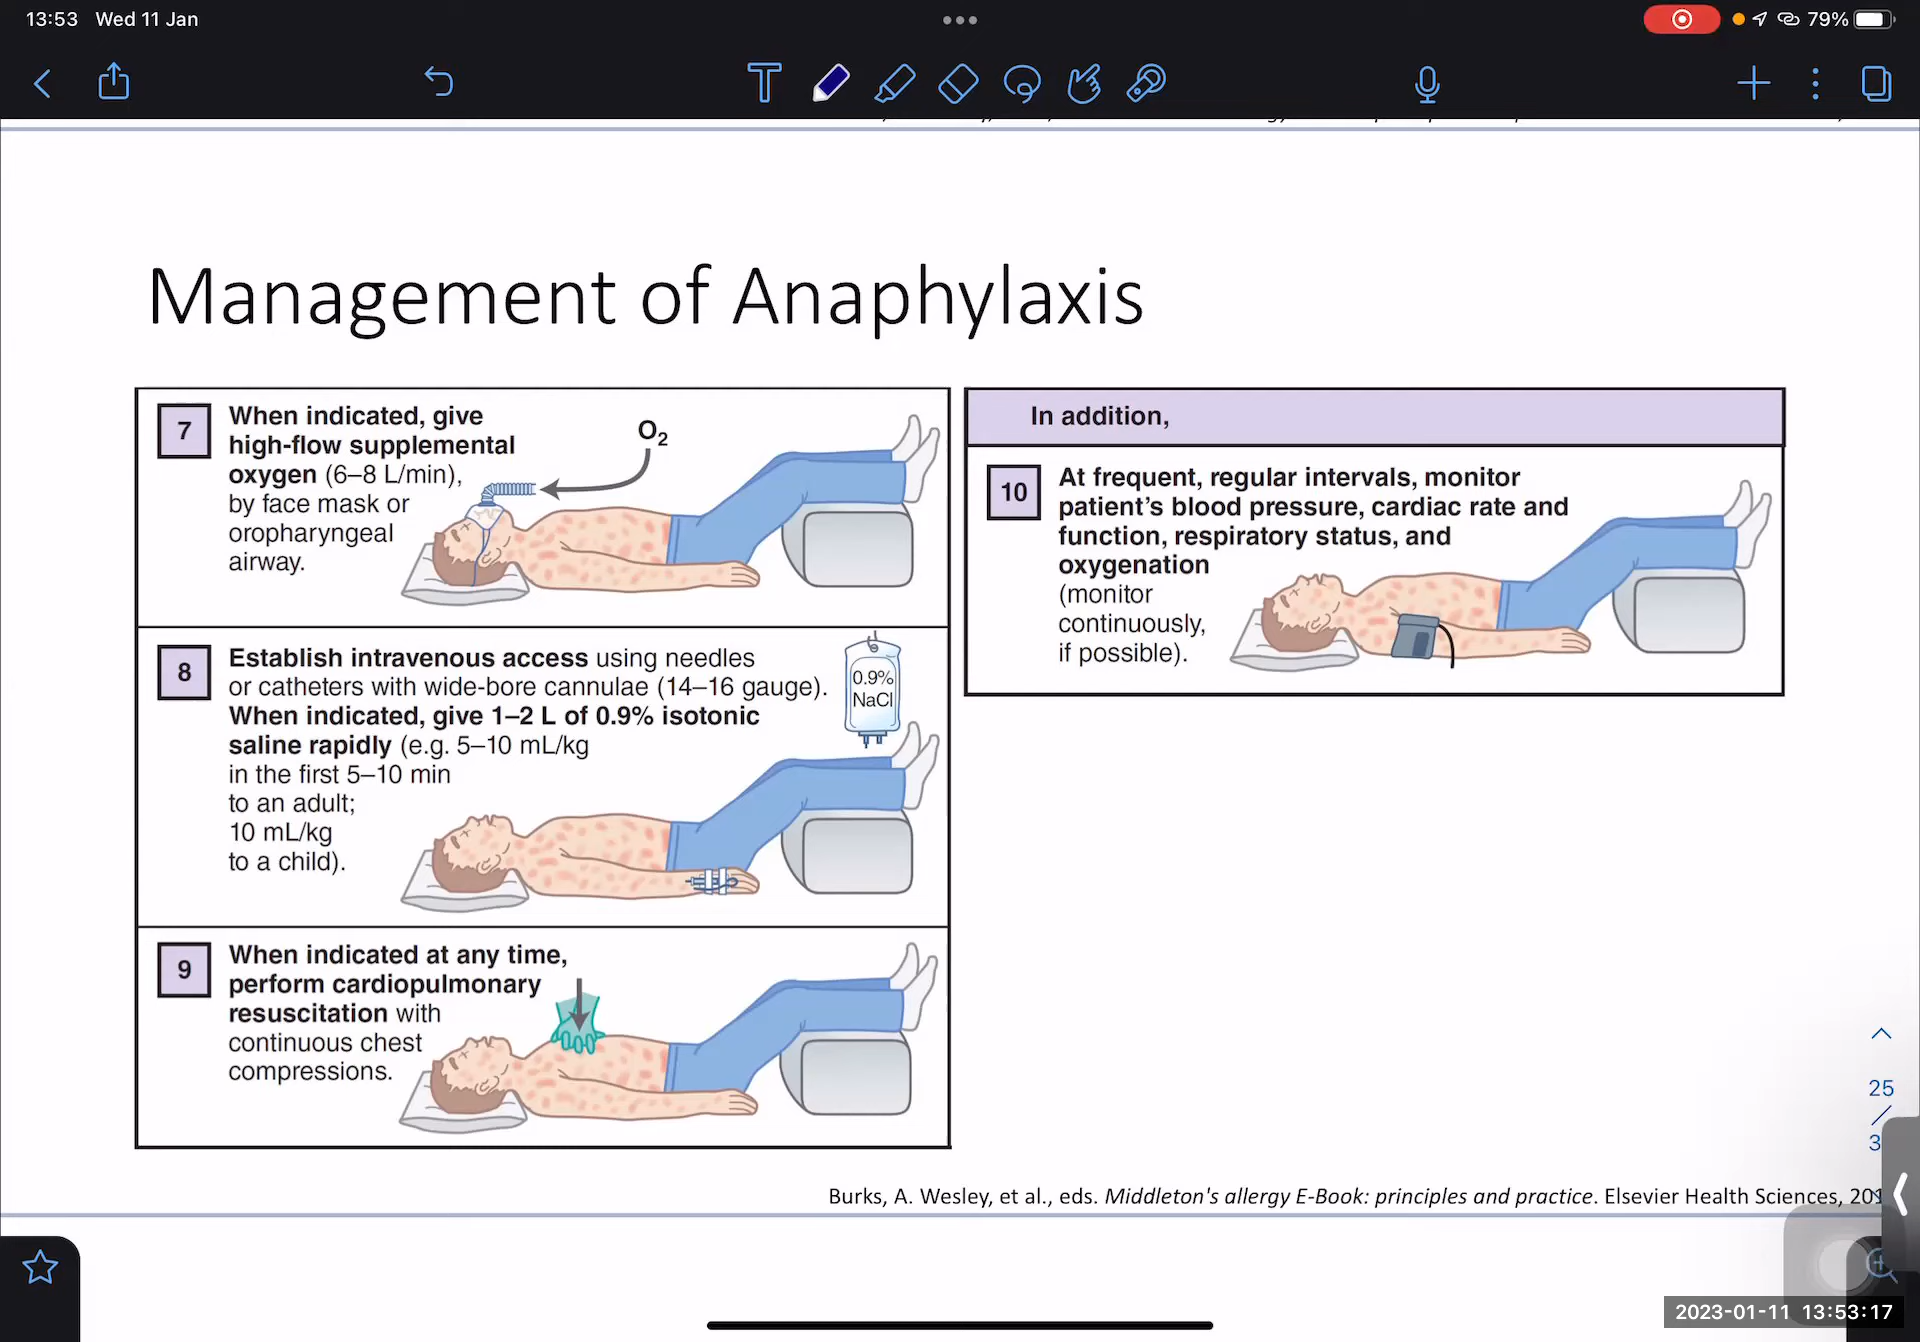 13:53 Wed 11 Jan
79%
Management of Anaphylaxis
7
When indicated, give
high-flow supplemental
oxygen (6–8 L/min),
by face mask or
oropharyngeal
airway.
O2
8
Establish intravenous access using needles
or catheters with wide-bore cannulae (14–16 gauge).
When indicated, give 1–2 L of 0.9% isotonic
saline rapidly (e.g. 5–10 mL/kg
in the first 5–10 min
to an adult;
10 mL/kg
to a child).
0.9%
NaCl
9
When indicated at any time,
perform cardiopulmonary
resuscitation with
continuous chest
compressions.
In addition,
10
At frequent, regular intervals, monitor
patient's blood pressure, cardiac rate and
function, respiratory status, and
oxygenation
(monitor
continuously,
if possible).
25
/
Burks, A. Wesley, et al., eds. Middleton's allergy E-Book: principles and practice. Elsevier Health Sciences,
2023-01-11 13:53:17